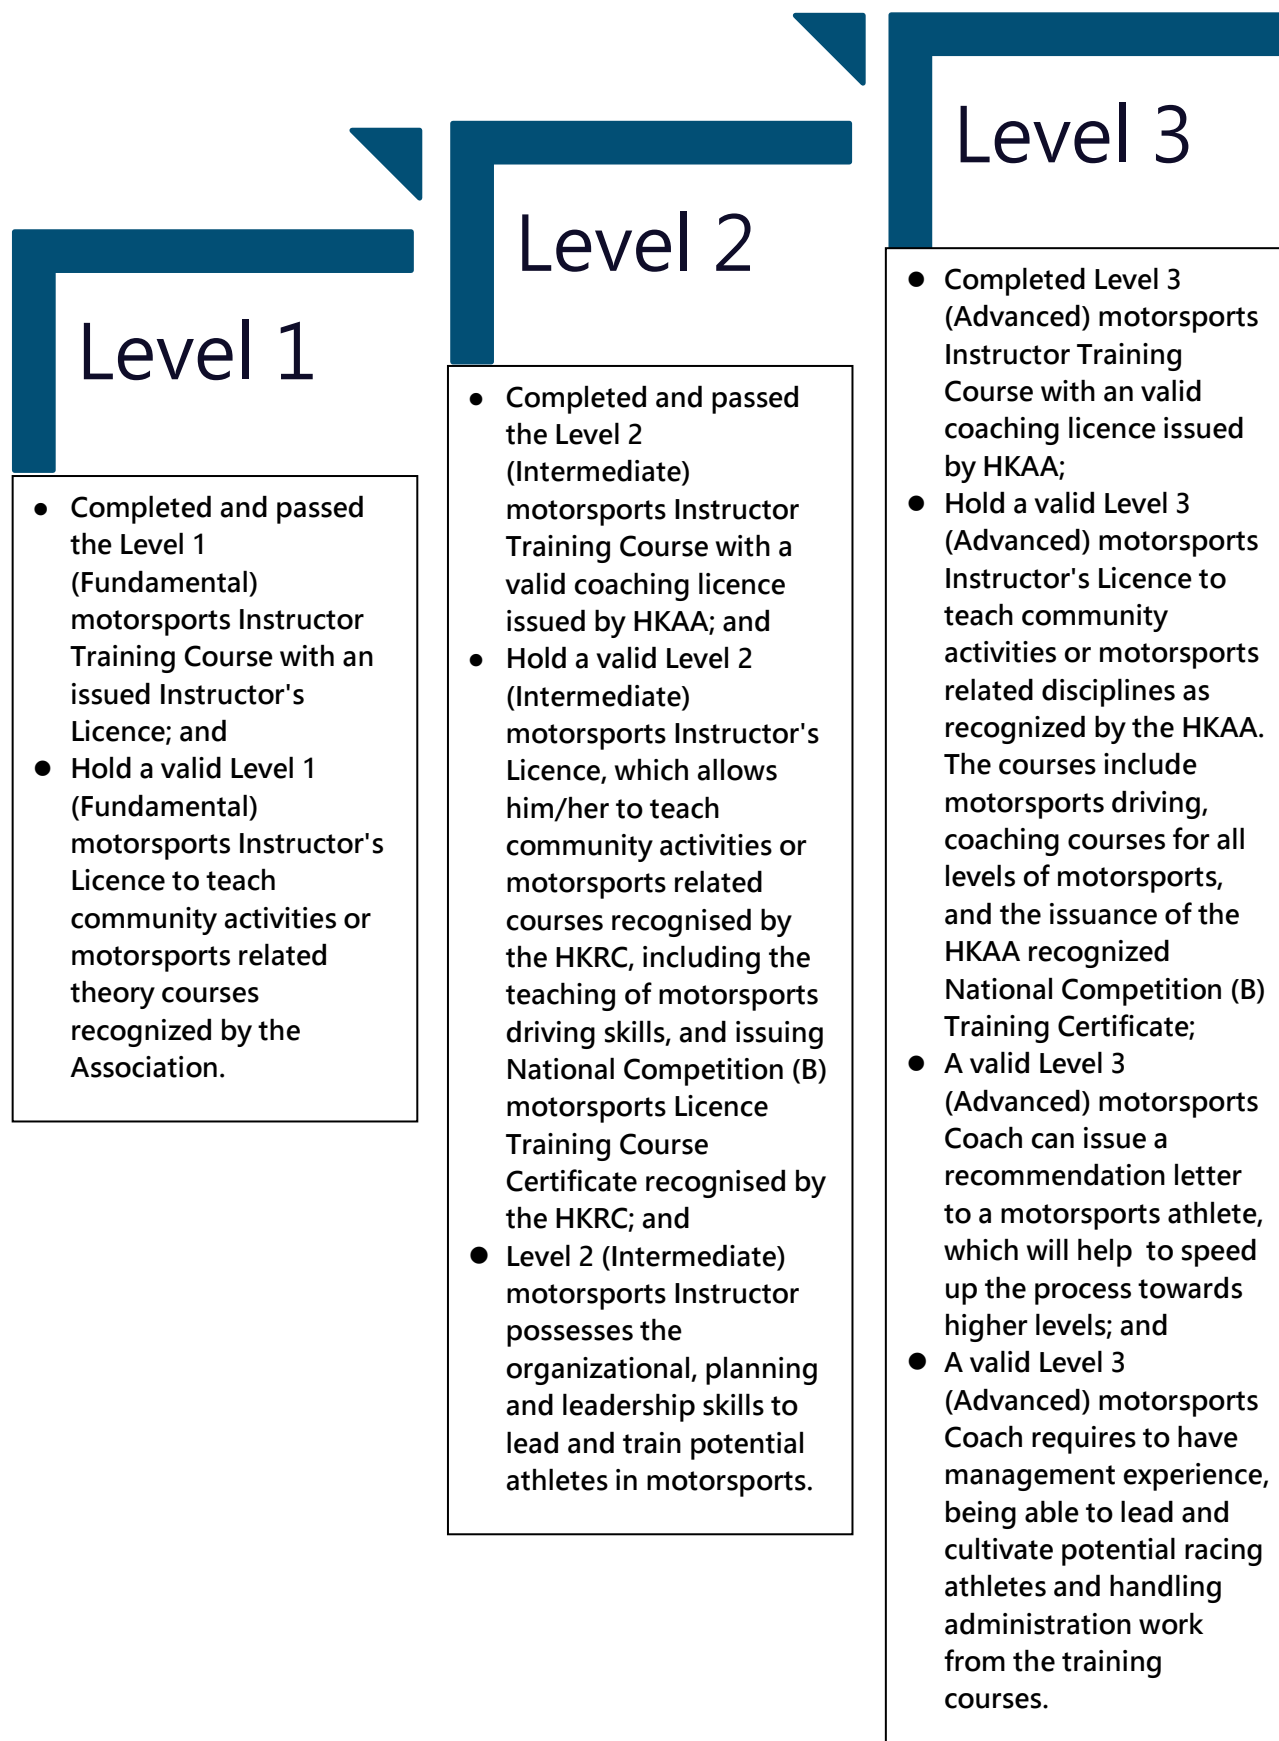 Level 1
● Completed and passed
the Level 1
(Fundamental)
motorsports Instructor
Training Course with an
issued Instructor's
Licence; and
● Hold a valid Level 1
(Fundamental)
motorsports Instructor's
Licence to teach
community activities or
motorsports related
theory courses
recognized by the
Association.
Level 2
● Completed and passed
the Level 2
(Intermediate)
motorsports Instructor
Training Course with a
valid coaching licence
issued by HKAA; and
● Hold a valid Level 2
(Intermediate)
motorsports Instructor's
Licence, which allows
him/her to teach
community activities or
motorsports related
courses recognised by
the HKRC, including the
teaching of motorsports
driving skills, and issuing
National Competition (B)
motorsports Licence
Training Course
Certificate recognised by
the HKRC; and
● Level 2 (Intermediate)
motorsports Instructor
possesses the
organizational, planning
and leadership skills to
lead and train potential
athletes in motorsports.
Level 3
● Completed Level 3
(Advanced) motorsports
Instructor Training
Course with an valid
coaching licence issued
by HKAA;
● Hold a valid Level 3
(Advanced) motorsports
Instructor's Licence to
teach community
activities or motorsports
related disciplines as
recognized by the HKAA.
The courses include
motorsports driving,
coaching courses for all
levels of motorsports,
and the issuance of the
HKAA recognized
National Competition (B)
Training Certificate;
● A valid Level 3
(Advanced) motorsports
Coach can issue a
recommendation letter
to a motorsports athlete,
which will help  to speed
up the process towards
higher levels; and
● A valid Level 3
(Advanced) motorsports
Coach requires to have
management experience,
being able to lead and
cultivate potential racing
athletes and handling
administration work
from the training
courses.